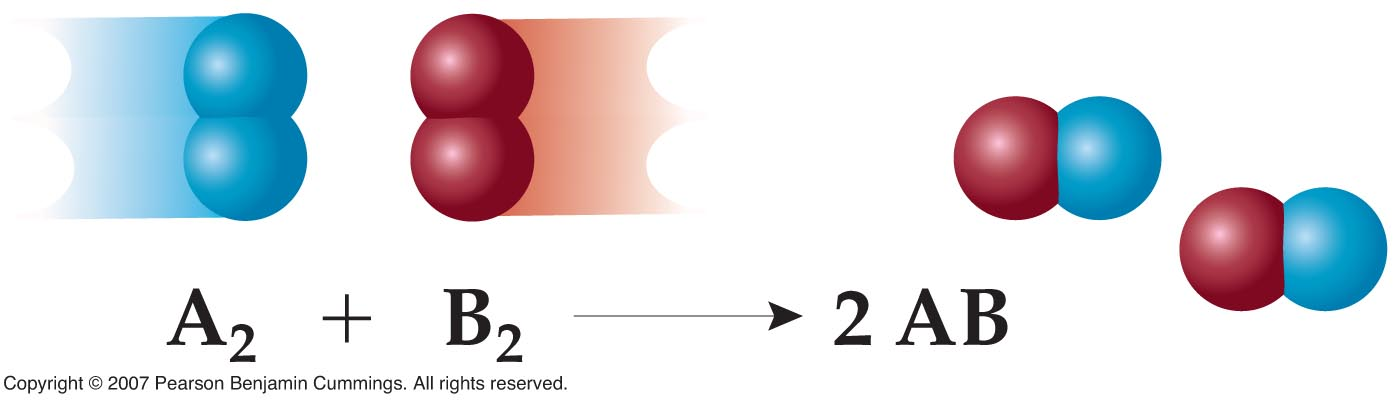 A₂ + B₂ → 2 AB
Copyright © 2007 Pearson Benjamin Cummings. All rights reserved.